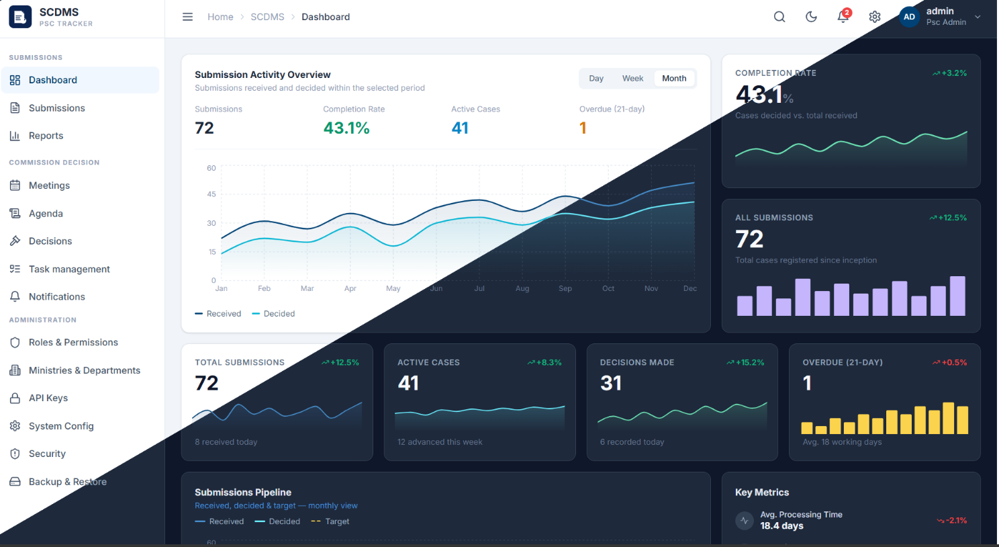 SCDMS
PSC TRACKER
Home > SCDMS > Dashboard
2
AD
admin
Psc Admin
SUBMISSIONS
Dashboard
Submissions
Reports
COMMISSION DECISION
Meetings
Agenda
Decisions
Task management
Notifications
ADMINISTRATION
Roles & Permissions
Ministries & Departments
API Keys
System Config
Security
Backup & Restore
Submission Activity Overview
Submissions received and decided within the selected period
Day Week Month
Submissions Completion Rate Active Cases Overdue (21-day)
72 43.1% 41 1
60
45
30
15
0
Jan Feb Mar Apr May Jun Jul Aug Sep Oct Nov Dec
Received Decided
COMPLETION RATE +3.2%
43.1%
Cases decided vs. total received
ALL SUBMISSIONS +12.5%
72
Total cases registered since inception
TOTAL SUBMISSIONS +12.5%
72
8 received today
ACTIVE CASES +8.3%
41
12 advanced this week
DECISIONS MADE +15.2%
31
6 recorded today
OVERDUE (21-DAY) +0.5%
1
Avg. 18 working days
Submissions Pipeline
Received, decided & target — monthly view
Received Decided Target
60
Key Metrics
Avg. Processing Time
18.4 days
-2.1%